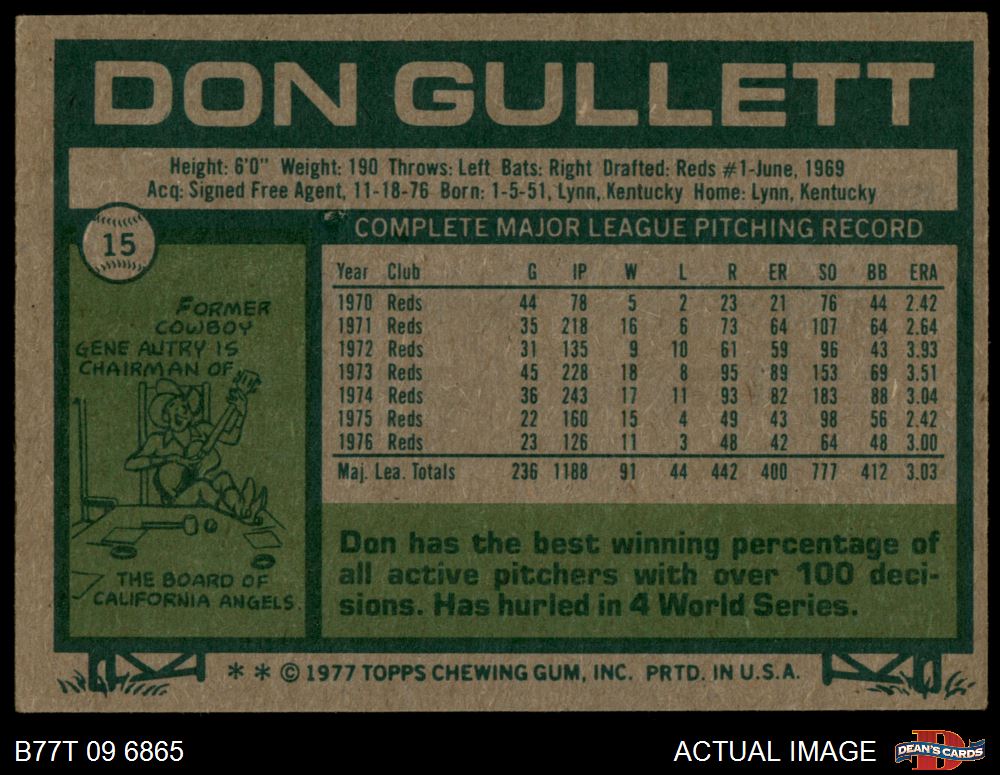 DON GULLETT
Height: 6'0" Weight: 190 Throws: Left Bats: Right Drafted: Reds #1-June, 1969
Acq: Signed Free Agent, 11-18-76 Born: 1-5-51, Lynn, Kentucky Home: Lynn, Kentucky
15
COMPLETE MAJOR LEAGUE PITCHING RECORD
Year Club G IP W L R ER SO BB ERA
1970 Reds 44 78 5 2 23 21 76 44 2.42
1971 Reds 35 218 16 6 73 64 107 64 2.64
1972 Reds 31 135 9 10 61 59 96 43 3.93
1973 Reds 45 228 18 8 95 89 153 69 3.51
1974 Reds 36 243 17 11 93 82 183 88 3.04
1975 Reds 22 160 15 4 49 43 98 56 2.42
1976 Reds 23 126 11 3 48 42 64 48 3.00
Maj. Lea. Totals 236 1188 91 44 442 400 777 412 3.03
FORMER
COWBOY
GENE AUTRY IS
CHAIRMAN OF
THE BOARD OF
CALIFORNIA ANGELS.
Don has the best winning percentage of
all active pitchers with over 100 deci-
sions. Has hurled in 4 World Series.
* * © 1977 TOPPS CHEWING GUM, INC. PRTD. IN U.S.A.
B77T 09 6865
ACTUAL IMAGE
D
DEAN'S CARDS